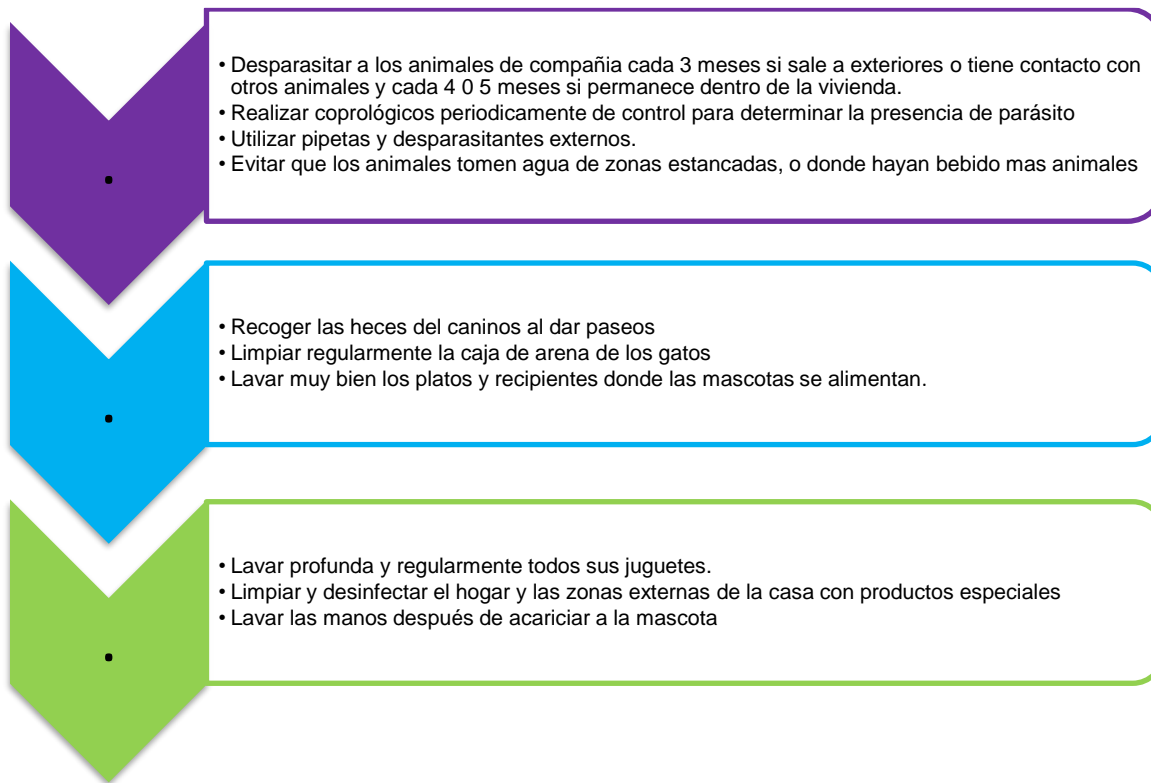 • Desparasitar a los animales de compañia cada 3 meses si sale a exteriores o tiene contacto con
otros animales y cada 4 0 5 meses si permanece dentro de la vivienda.
• Realizar coprológicos periodicamente de control para determinar la presencia de parásito
• Utilizar pipetas y desparasitantes externos.
• Evitar que los animales tomen agua de zonas estancadas, o donde hayan bebido mas animales
.
• Recoger las heces del caninos al dar paseos
• Limpiar regularmente la caja de arena de los gatos
• Lavar muy bien los platos y recipientes donde las mascotas se alimentan.
.
• Lavar profunda y regularmente todos sus juguetes.
• Limpiar y desinfectar el hogar y las zonas externas de la casa con productos especiales
• Lavar las manos después de acariciar a la mascota
.